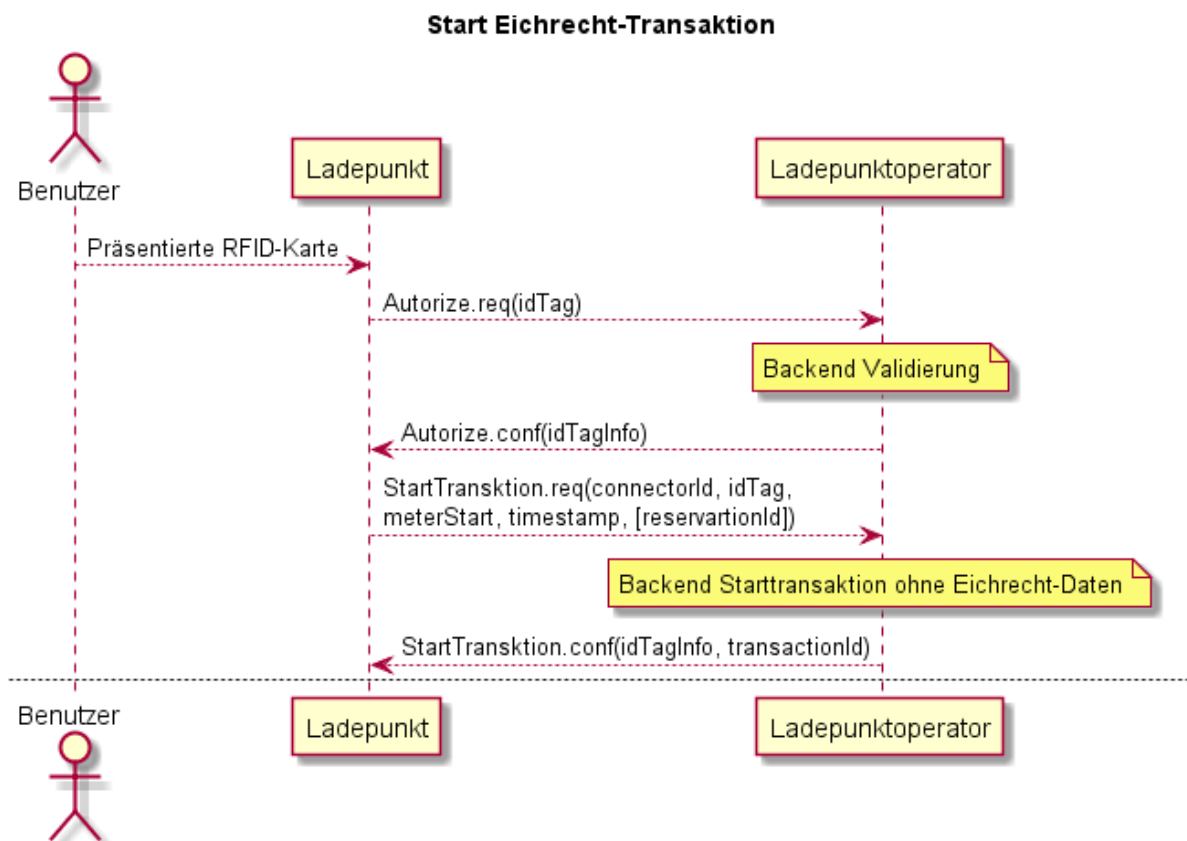 Start Eichrecht-Transaktion
Benutzer
Ladepunkt
Ladepunktoperator
Präsentierte RFID-Karte
Autorize.req(idTag)
Backend Validierung
Autorize.conf(idTagInfo)
StartTransktion.req(connectorId, idTag,
meterStart, timestamp, [reservartionId])
Backend Starttransaktion ohne Eichrecht-Daten
StartTransktion.conf(idTagInfo, transactionId)
Benutzer
Ladepunkt
Ladepunktoperator